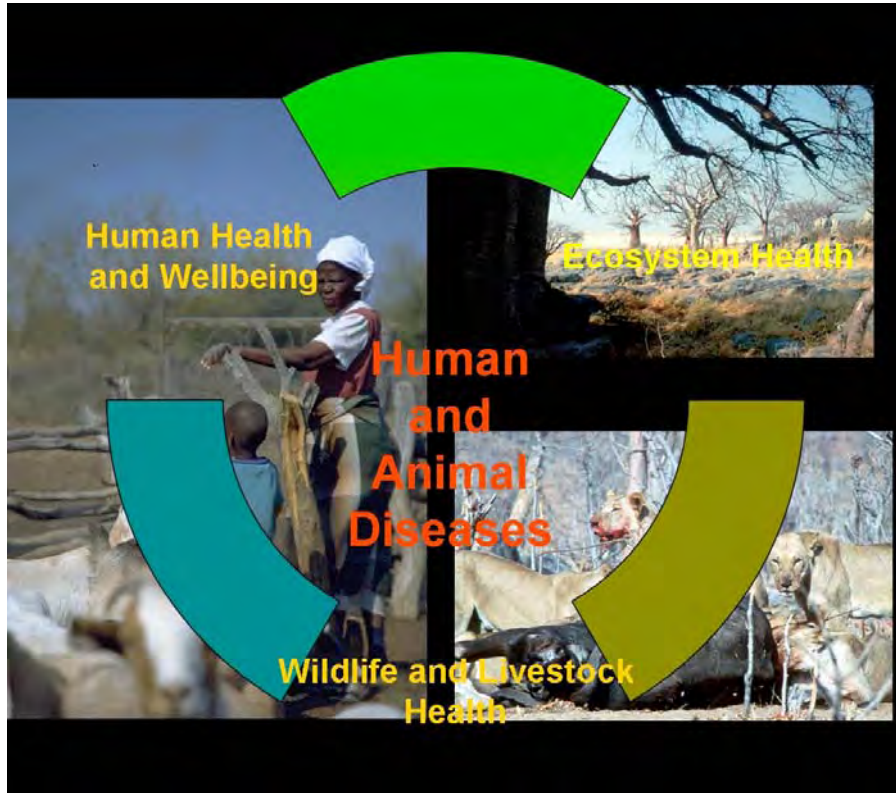 Human Health
and Wellbeing
Ecosystem Health
Human
and
Animal
Diseases
Wildlife and Livestock
Health